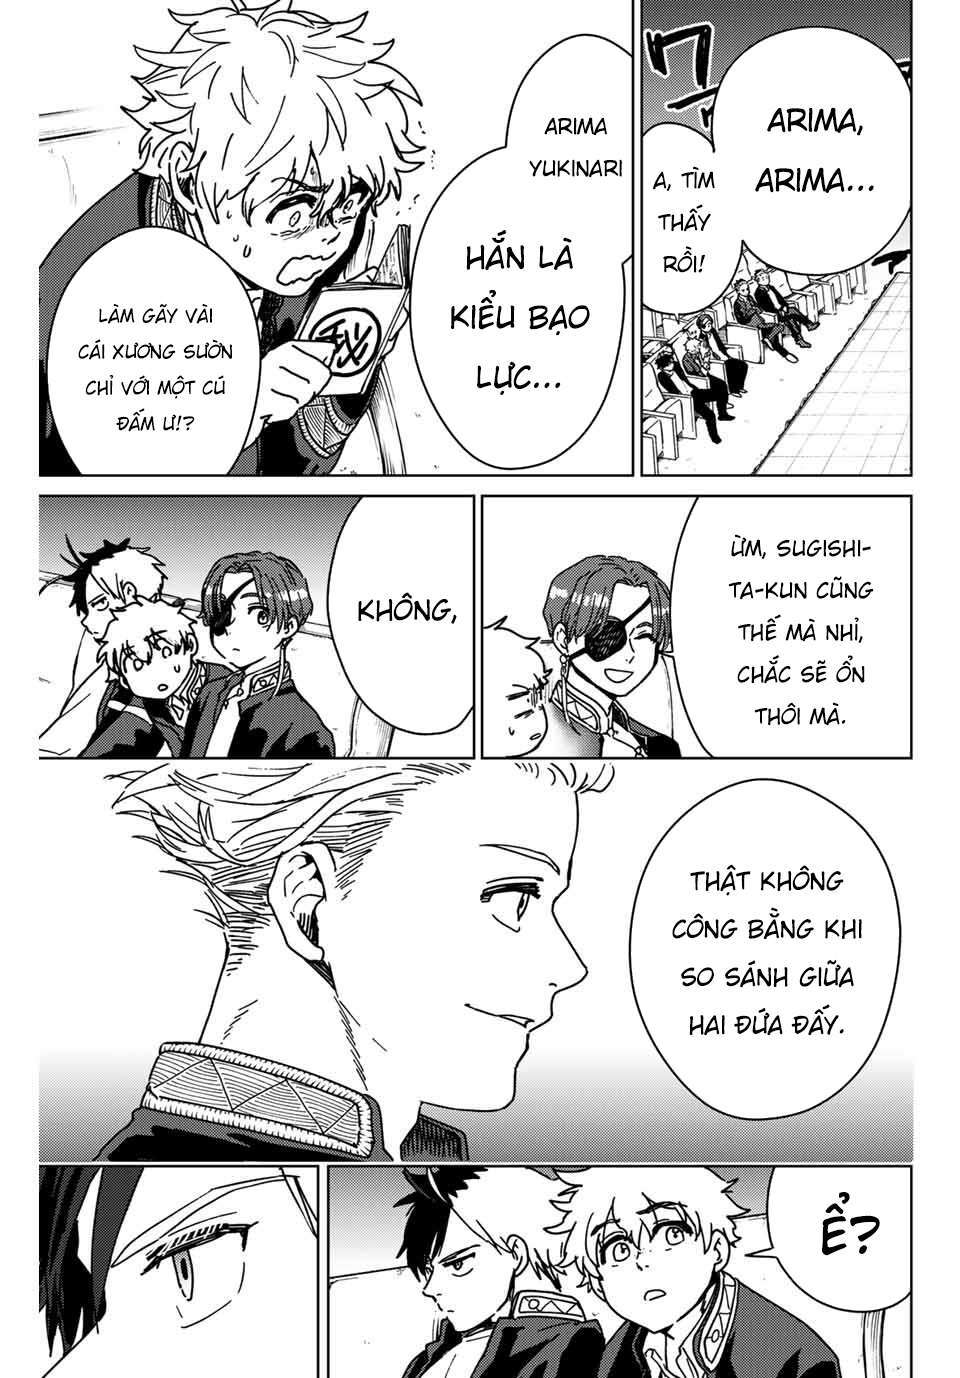 ARIMA,
ARIMA...
A, TÌM
THẤY
RỒI!
ARIMA
YUKINARI
HẮN LÀ
KIỂU BẠO
LỰC...
LÀM GÃY VÀI
CÁI XƯƠNG SƯỜN
CHỈ VỚI MỘT CÚ
ĐẤM Ư!?
ỪM, SUGISHI-
TA-KUN CŨNG
THẾ MÀ NHỈ,
CHẮC SẼ ỔN
THÔI MÀ.
KHÔNG,
THẬT KHÔNG
CÔNG BẰNG KHI
SO SÁNH GIỮA
HAI ĐỨA ĐẤY.
Ể?